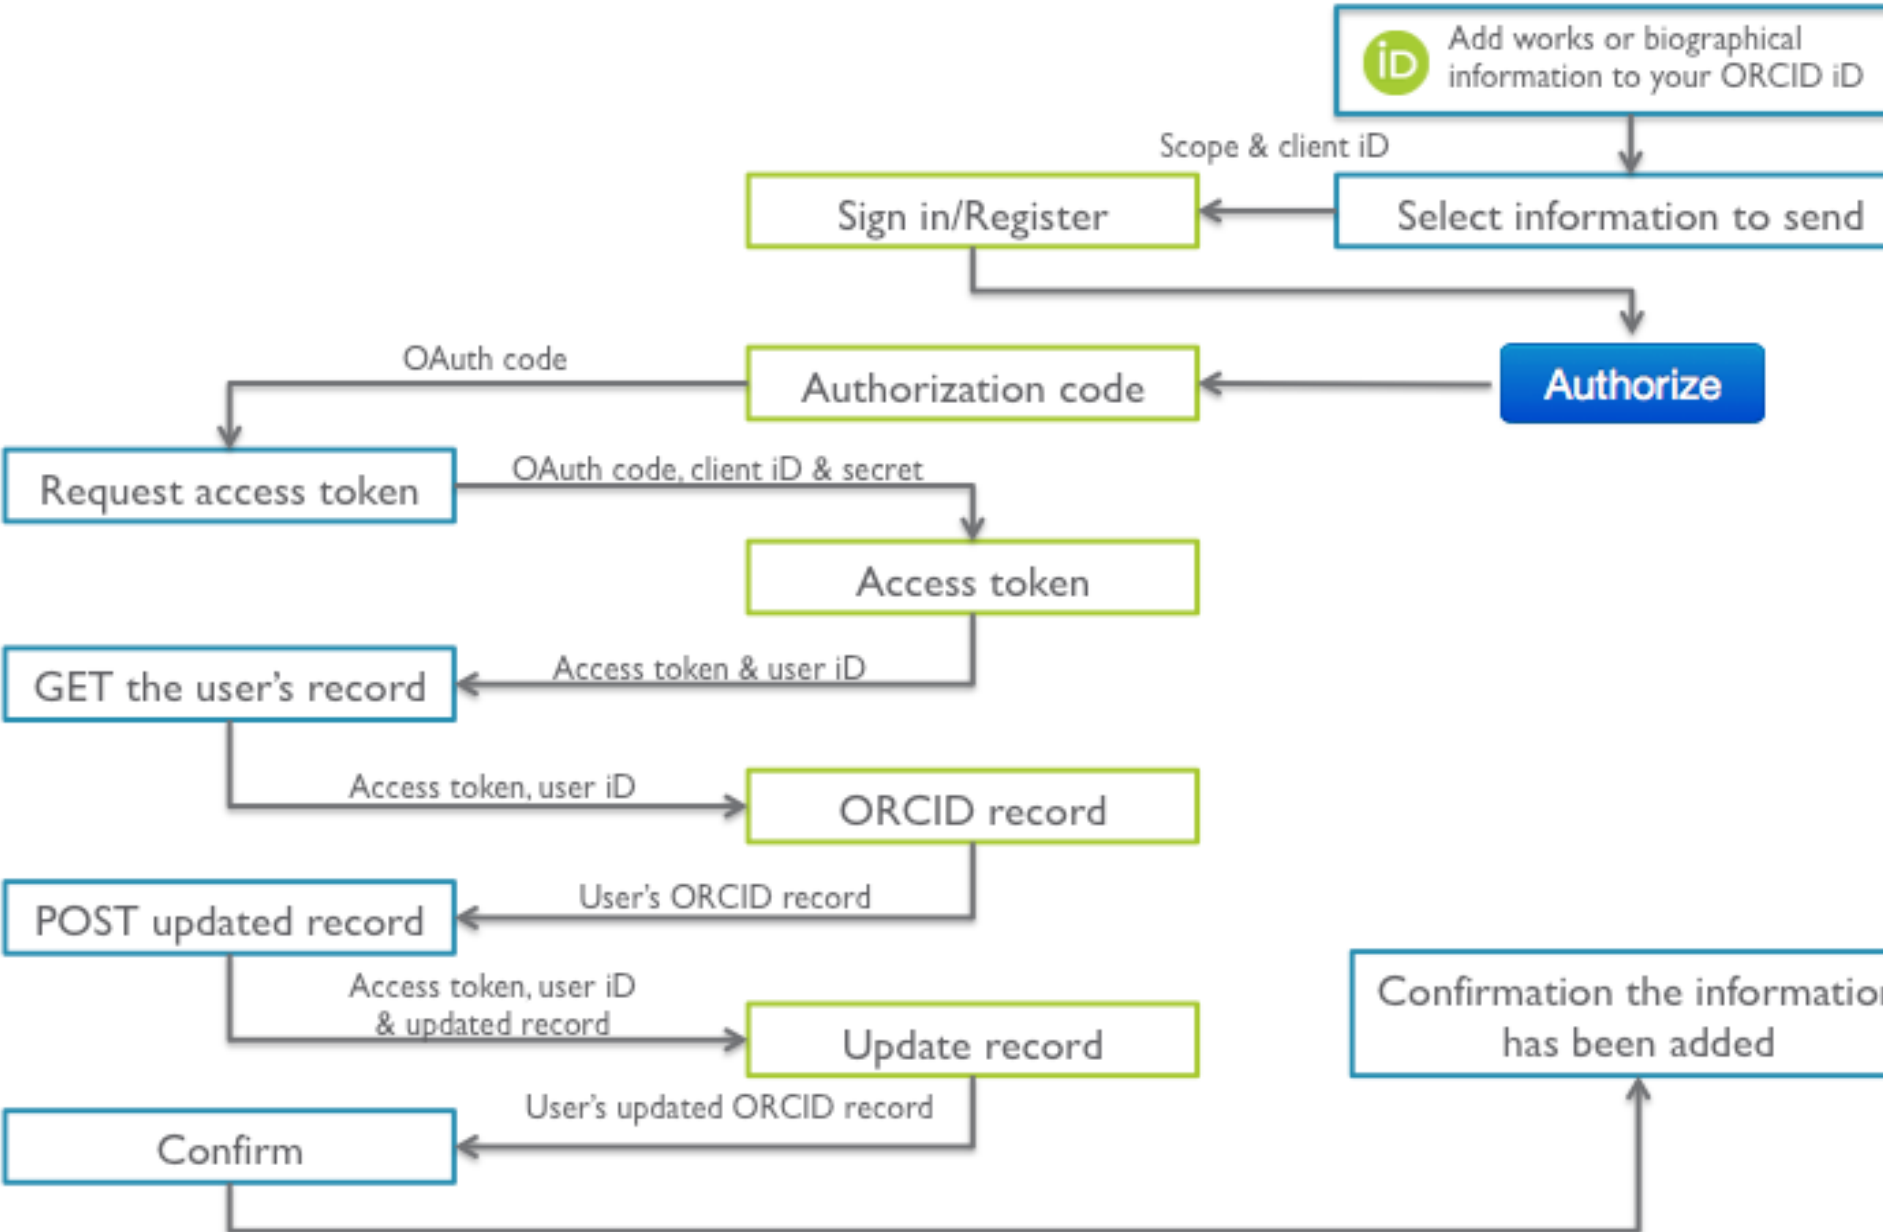 iD
Add works or biographical
information to your ORCID iD
Scope & client iD
Sign in/Register
Select information to send
OAuth code
Authorization code
Authorize
Request access token
OAuth code, client iD & secret
Access token
GET the user's record
Access token & user iD
Access token, user iD
ORCID record
POST updated record
User's ORCID record
Access token, user iD
& updated record
Update record
Confirmation the information
has been added
User's updated ORCID record
Confirm